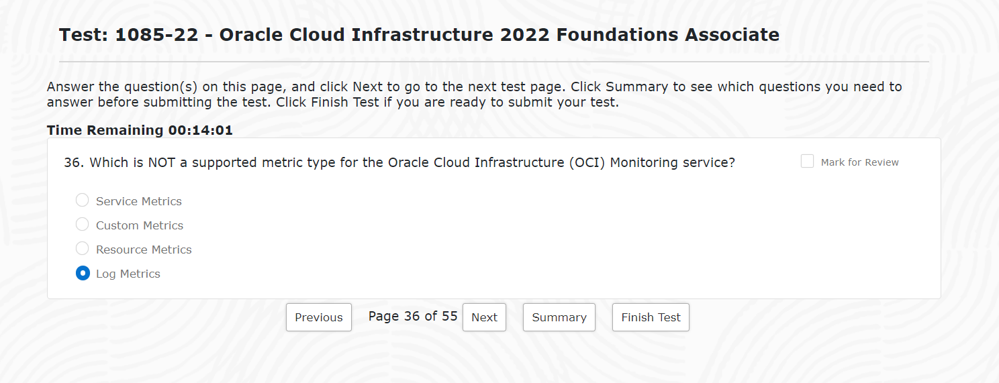 Test: 1085-22 - Oracle Cloud Infrastructure 2022 Foundations Associate
Answer the question(s) on this page, and click Next to go to the next test page. Click Summary to see which questions you need to
answer before submitting the test. Click Finish Test if you are ready to submit your test.
Time Remaining 00:14:01
36. Which is NOT a supported metric type for the Oracle Cloud Infrastructure (OCI) Monitoring service?
Mark for Review
Service Metrics
Custom Metrics
Resource Metrics
Log Metrics
Previous Page 36 of 55 Next Summary Finish Test